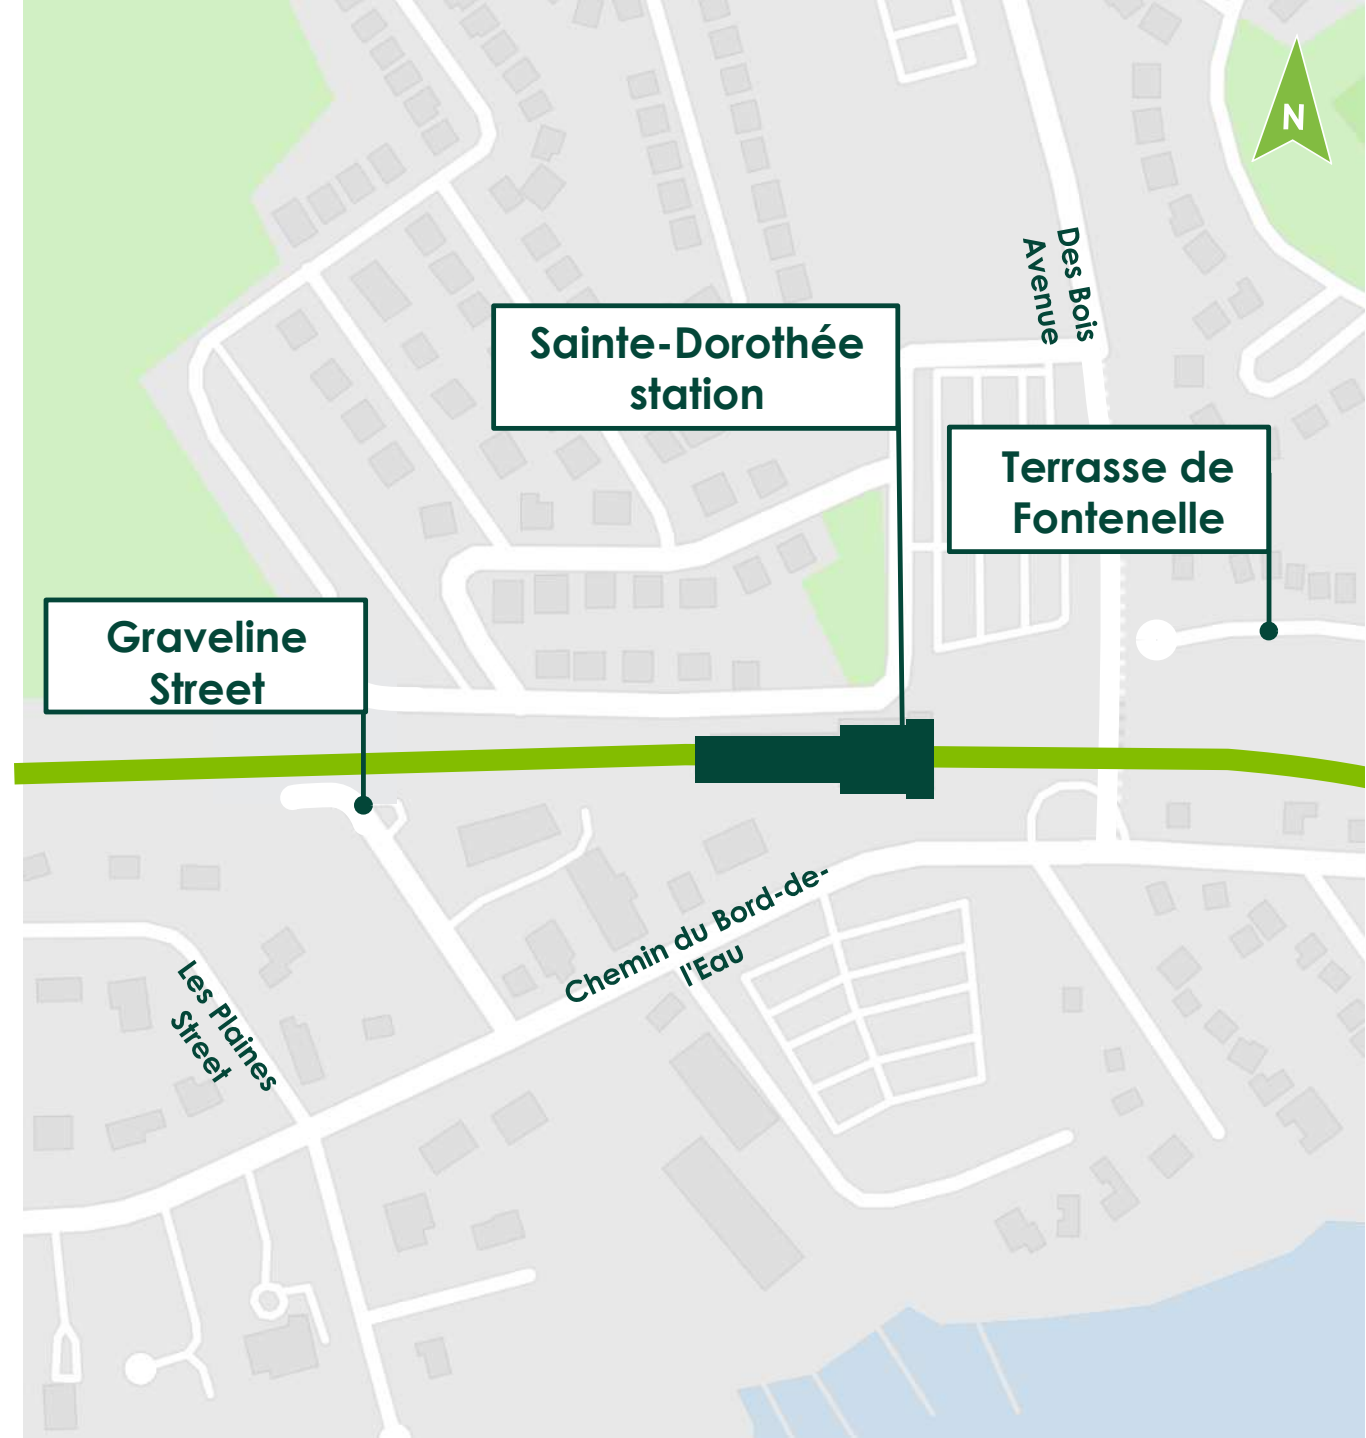 N
Des Bois
Avenue
Sainte-Dorothée
station
Terrasse de
Fontenelle
Graveline
Street
Chemin du Bord-de-
l'Eau
Les Plaines
Street